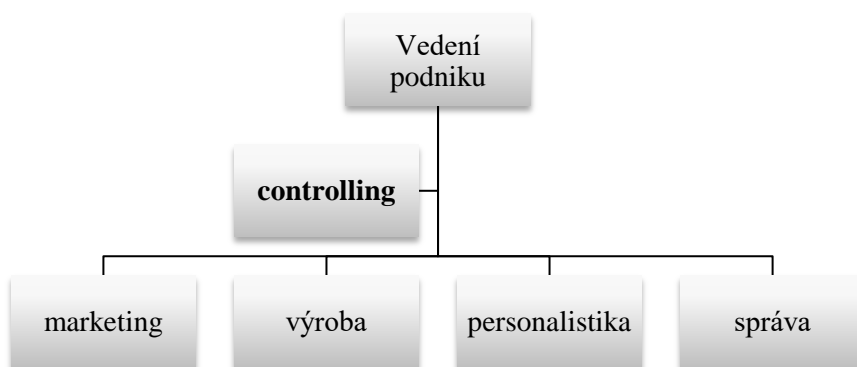 Vedení
podniku
controlling
marketing
výroba
personalistika
správa